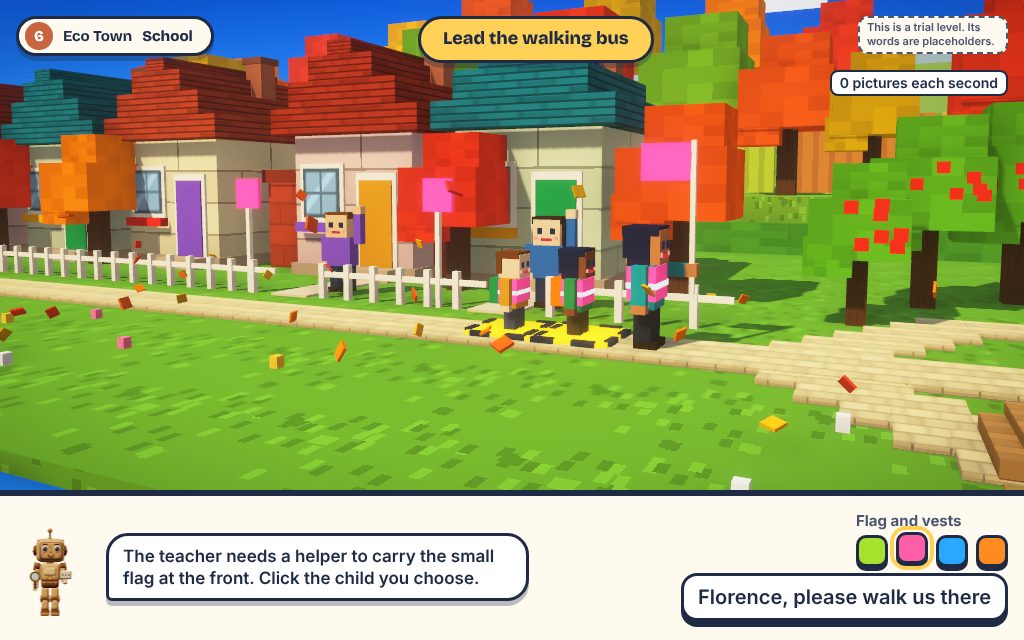 6 Eco Town School
Lead the walking bus
This is a trial level. Its
words are placeholders.
0 pictures each second
The teacher needs a helper to carry the small
flag at the front. Click the child you choose.
Flag and vests
Florence, please walk us there